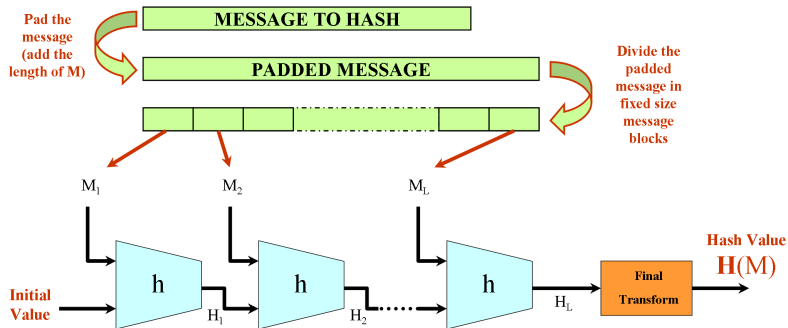 Pad the
message
(add the
length of M)
MESSAGE TO HASH
PADDED MESSAGE
Divide the
padded
message in
fixed size
message
blocks
M1
M2
ML
h
h
h
Initial
Value
H1
H2
HL
Final
Transform
Hash Value
H(M)